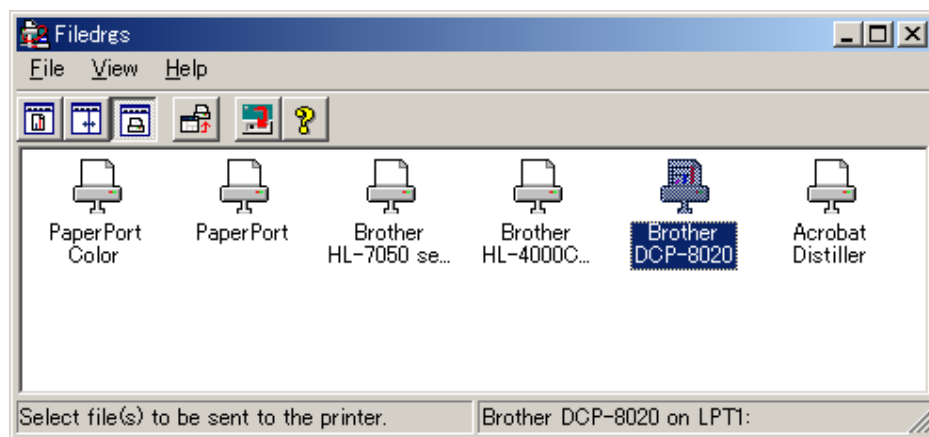 Filedrgs
File View Help
PaperPort Color
PaperPort
Brother HL-7050 se...
Brother HL-4000C...
Brother DCP-8020
Acrobat Distiller
Select file(s) to be sent to the printer.
Brother DCP-8020 on LPT1: